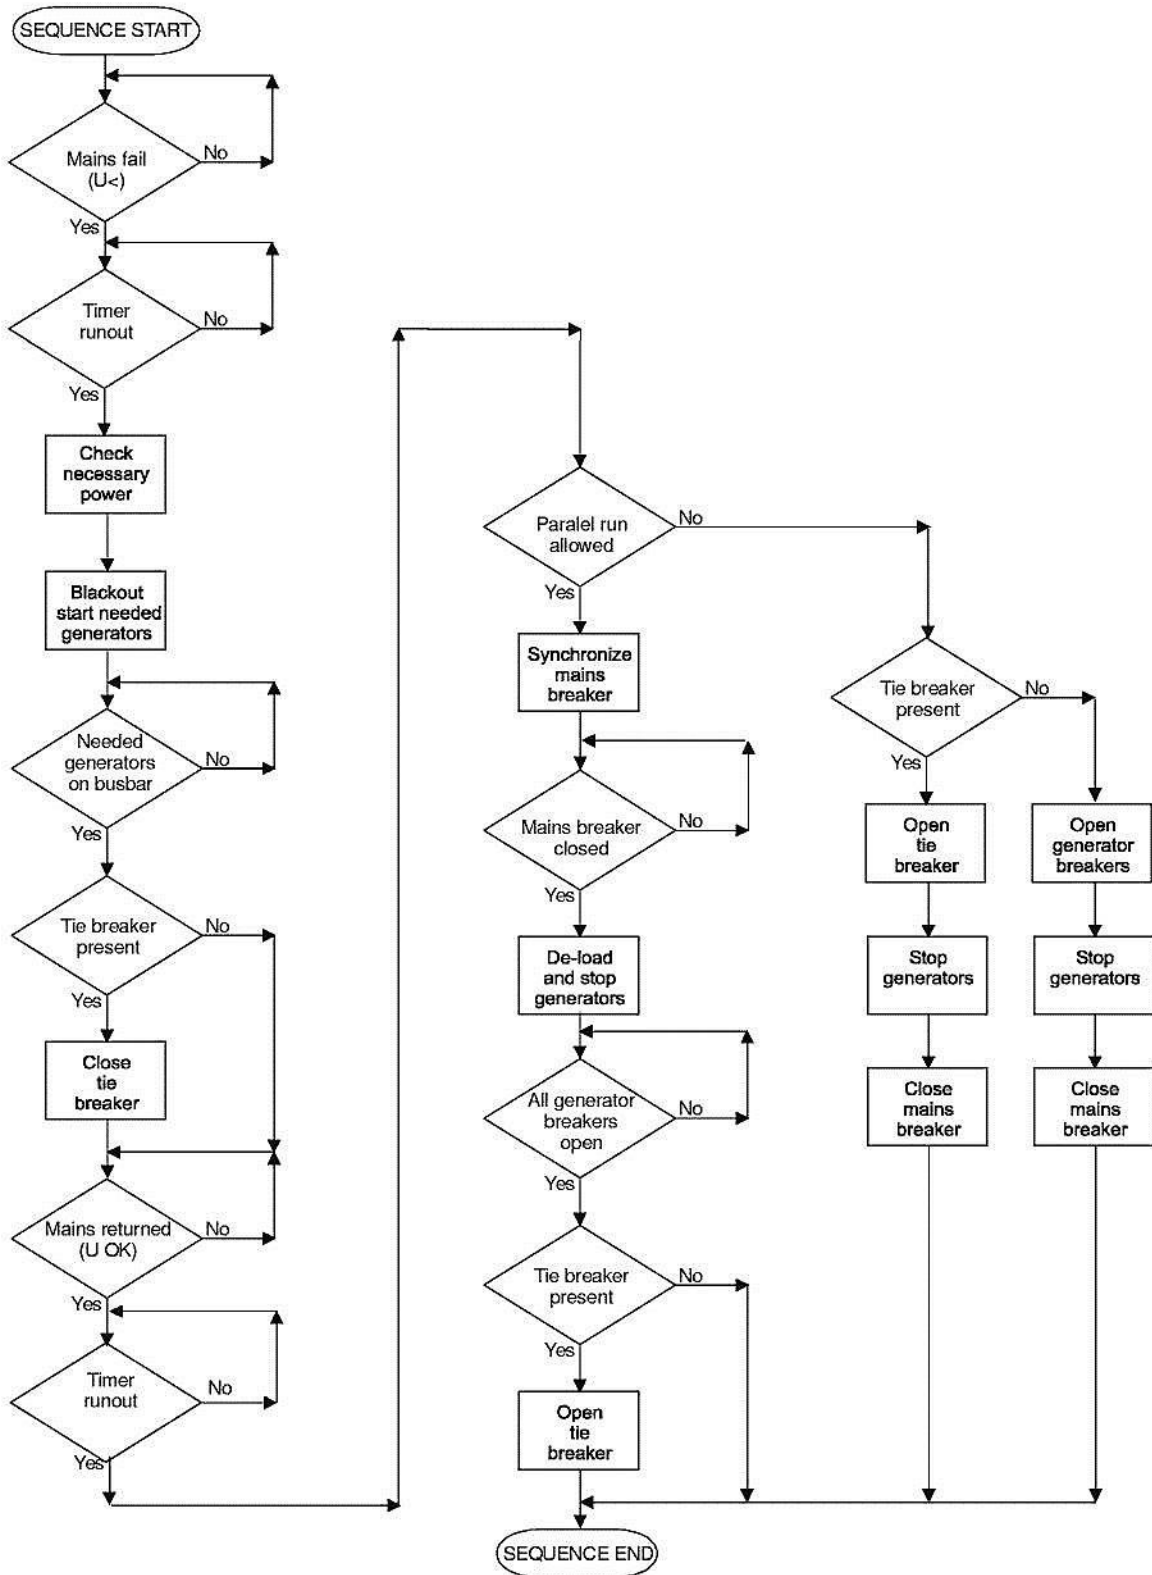 SEQUENCE START
Mains fail
(U<)
No
Yes
Timer
runout
No
Yes
Check
necessary
power
Blackout
start needed
generators
Needed
generators
on busbar
No
Yes
Tie breaker
present
No
Yes
Close
tie
breaker
Mains returned
(U OK)
No
Yes
Timer
runout
No
Yes
Paralel run
allowed
No
Yes
Synchronize
mains
breaker
Mains breaker
closed
No
Yes
De-load
and stop
generators
All generator
breakers
open
No
Yes
Tie breaker
present
No
Yes
Open
tie
breaker
Tie breaker
present
No
Yes
Open
tie
breaker
Stop
generators
Close
mains
breaker
Open
generator
breakers
Stop
generators
Close
mains
breaker
SEQUENCE END